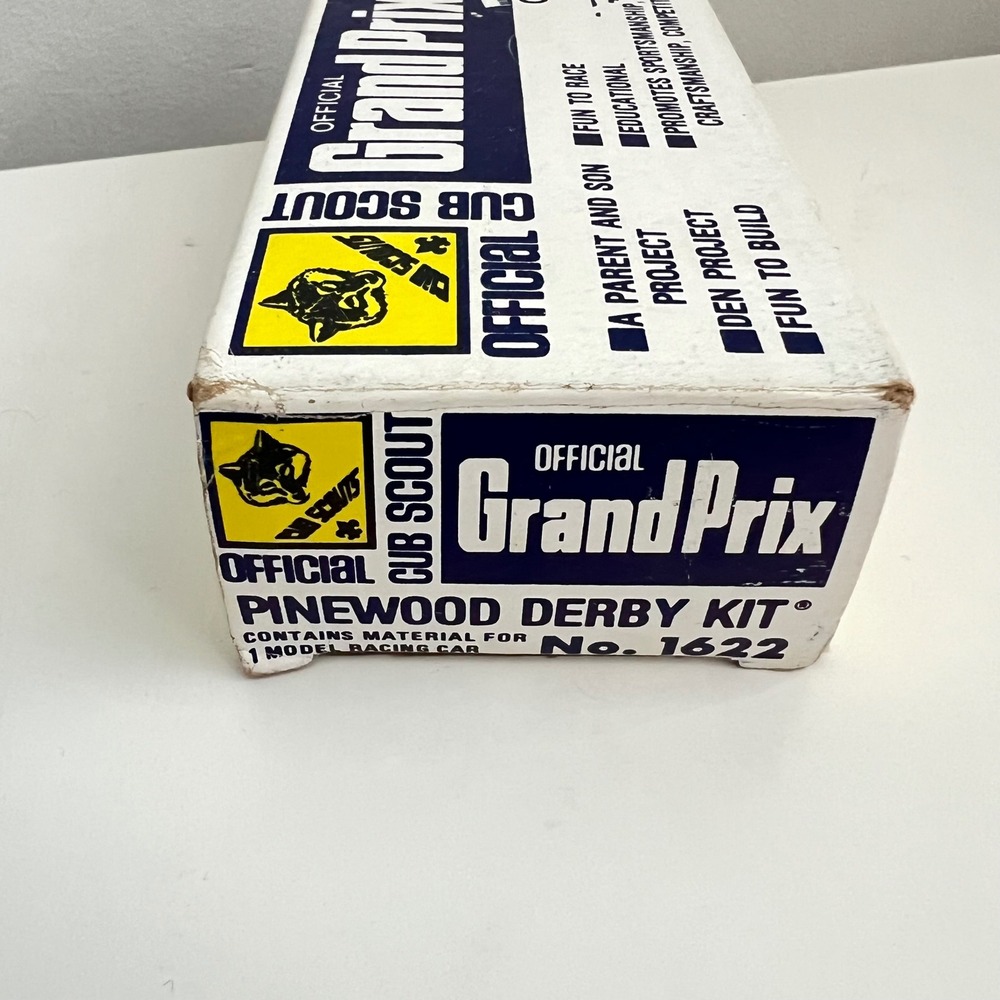 OFFICIAL
GrandPrix
CUB SCOUT
OFFICIAL
CUB SCOUTS
A PARENT AND SON
PROJECT
DEN PROJECT
FUN TO BUILD
FUN TO RACE
EDUCATIONAL
PROMOTES SPORTSMANSHIP,
CRAFTSMANSHIP,
CUB SCOUTS
OFFICIAL
CUB SCOUT
OFFICIAL
GrandPrix
PINEWOOD DERBY KIT®
CONTAINS MATERIAL FOR
1 MODEL RACING CAR
No. 1622